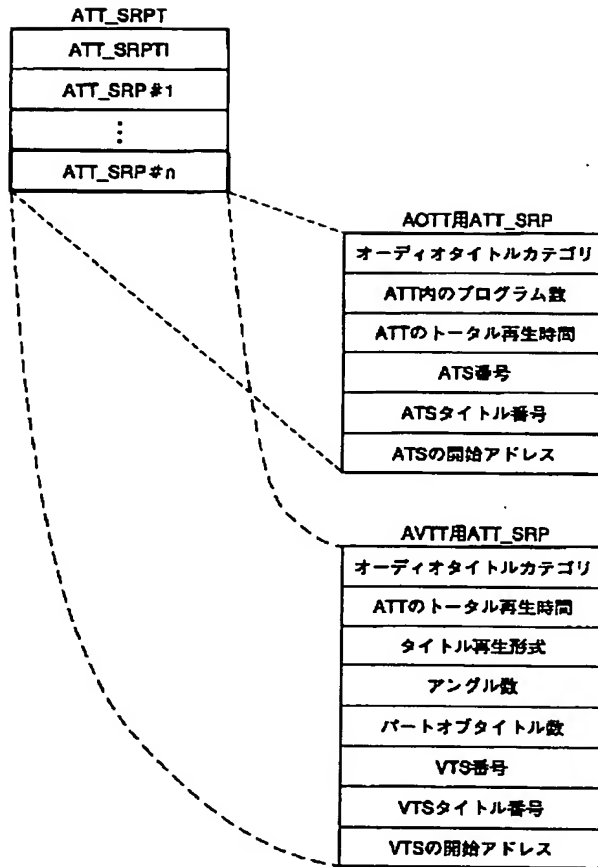 ATT_SRPT
ATT_SRPTI
ATT_SRP#1
⋮
ATT_SRP#n
AOTT用ATT_SRP
オーディオタイトルカテゴリ
ATT内のプログラム数
ATTのトータル再生時間
ATS番号
ATSタイトル番号
ATSの開始アドレス
AVTT用ATT_SRP
オーディオタイトルカテゴリ
ATTのトータル再生時間
タイトル再生形式
アングル数
パートオブタイトル数
VTS番号
VTSタイトル番号
VTSの開始アドレス